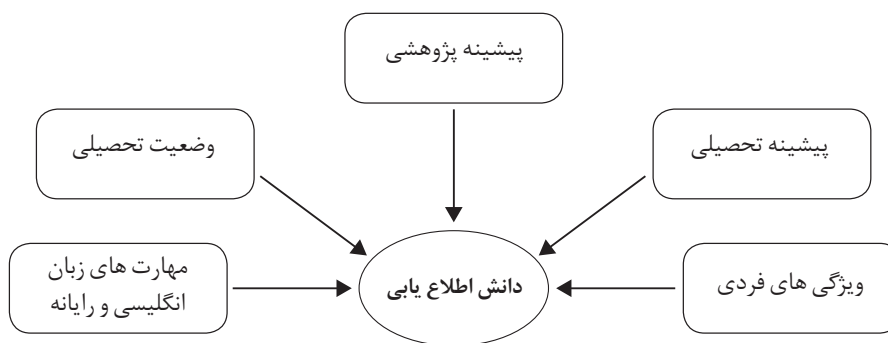 پیشینه پژوهشی
پیشینه تحصیلی
وضعیت تحصیلی
ویژگی های فردی
دانش اطلاع یابی
مهارت های زبان
انگلیسی و رایانه